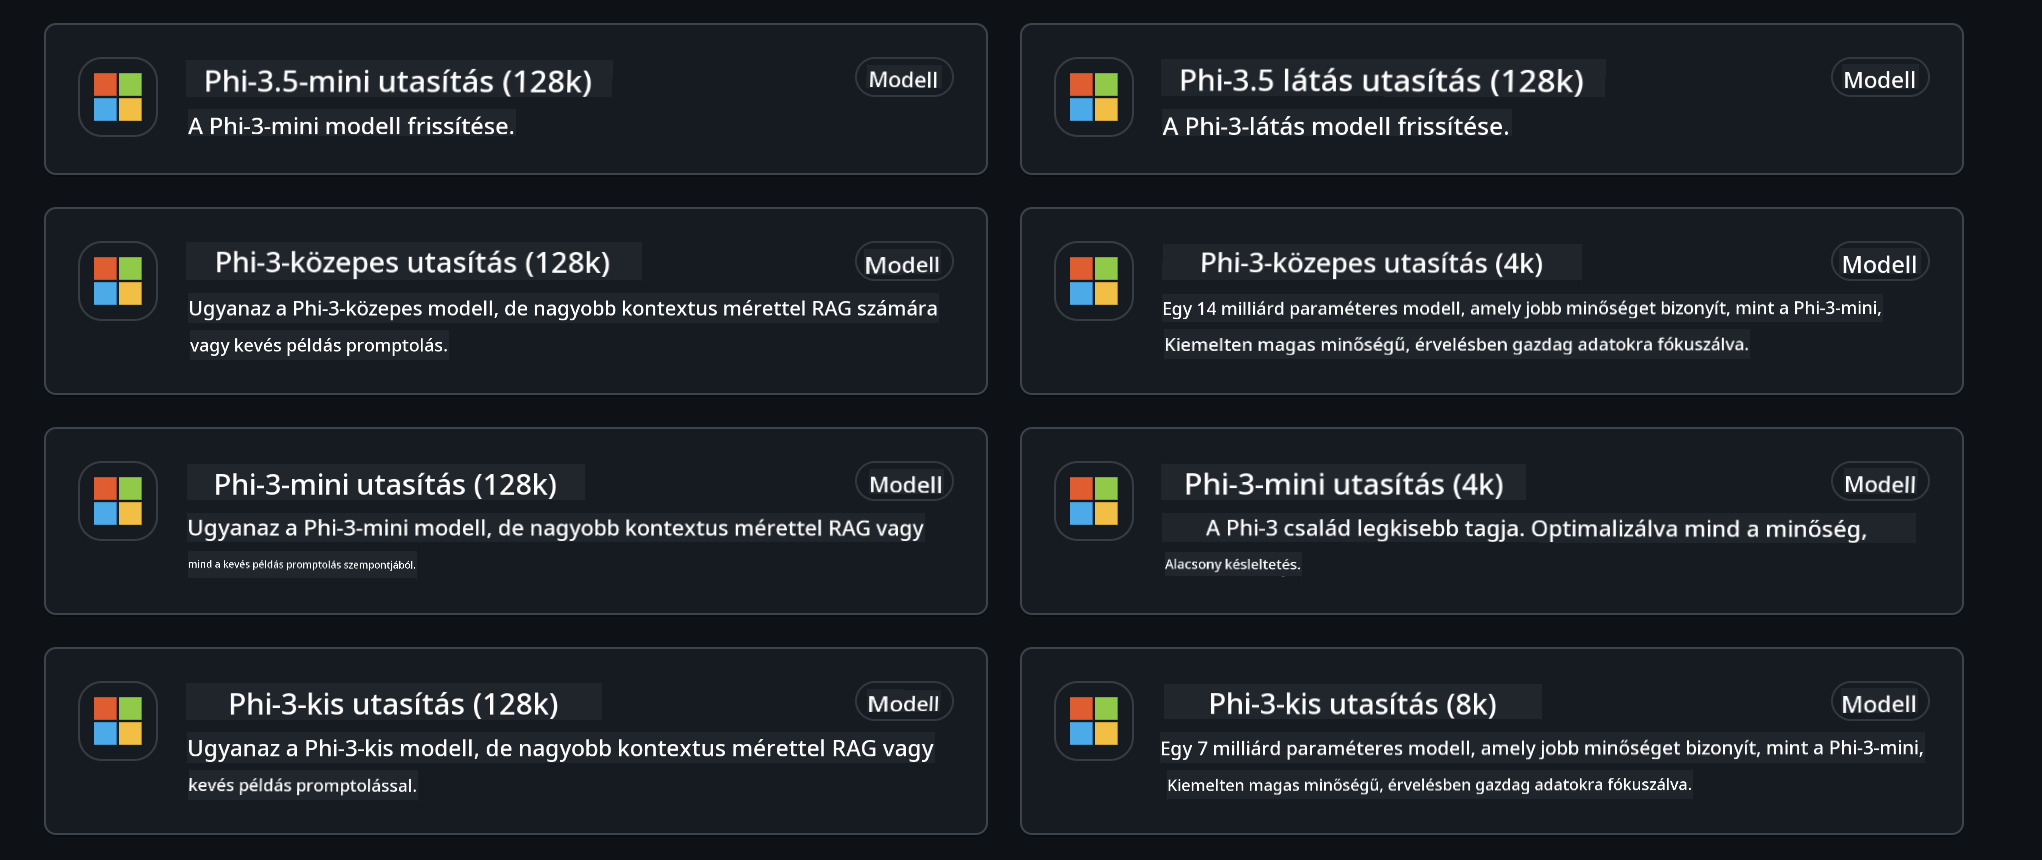 Phi-3.5-mini utasítás (128k)
Modell
A Phi-3-mini modell frissítése.
Phi-3.5 látás utasítás (128k)
Modell
A Phi-3-látás modell frissítése.
Phi-3-közepes utasítás (128k)
Modell
Ugyanaz a Phi-3-közepes modell, de nagyobb kontextus mérettel RAG számára
vagy kevés példás promptolás.
Phi-3-közepes utasítás (4k)
Modell
Egy 14 milliárd paraméteres modell, amely jobb minőséget bizonyít, mint a Phi-3-mini,
Kiemelten magas minőségű, érvelésben gazdag adatokra fókuszálva.
Phi-3-mini utasítás (128k)
Modell
Ugyanaz a Phi-3-mini modell, de nagyobb kontextus mérettel RAG vagy
mind a kevés példás promptolás szempontjából.
Phi-3-mini utasítás (4k)
Modell
A Phi-3 család legkisebb tagja. Optimalizálva mind a minőség,
Alacsony késleltetés.
Phi-3-kis utasítás (128k)
Modell
Ugyanaz a Phi-3-kis modell, de nagyobb kontextus mérettel RAG vagy
kevés példás promptolással.
Phi-3-kis utasítás (8k)
Modell
Egy 7 milliárd paraméteres modell, amely jobb minőséget bizonyít, mint a Phi-3-mini,
Kiemelten magas minőségű, érvelésben gazdag adatokra fókuszálva.